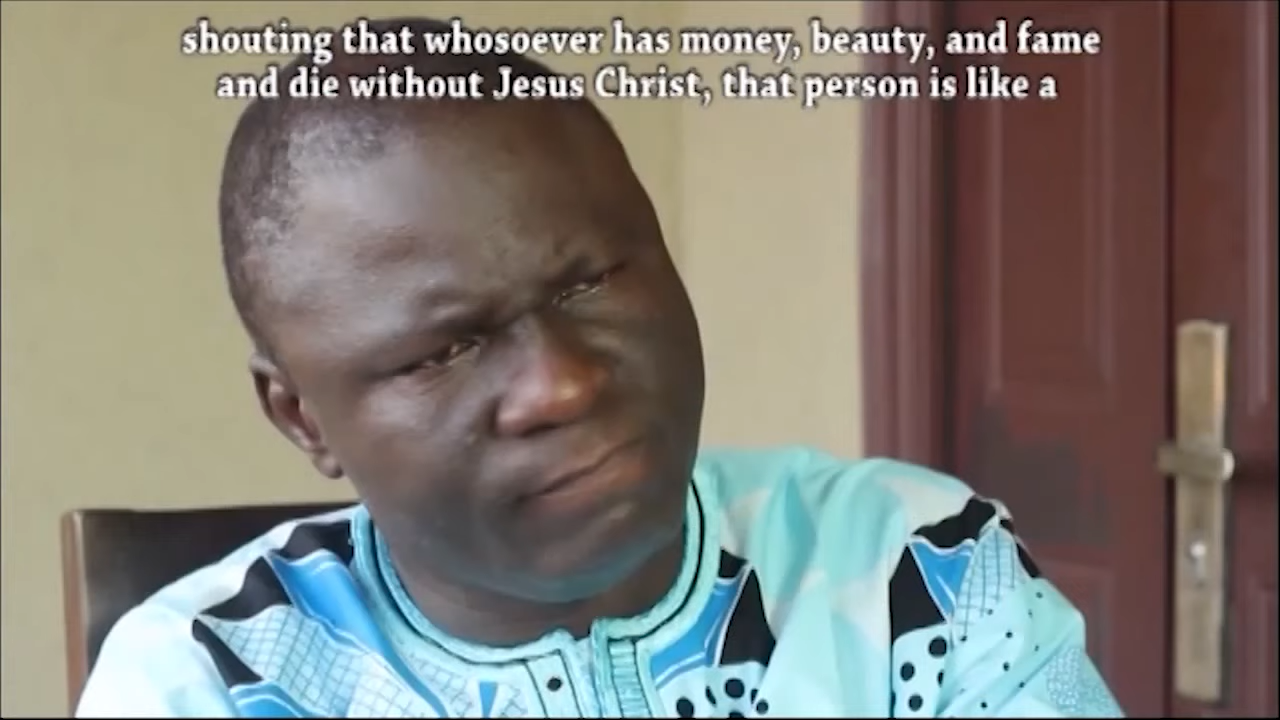 shouting that whosoever has money, beauty, and fame
and die without Jesus Christ, that person is like a